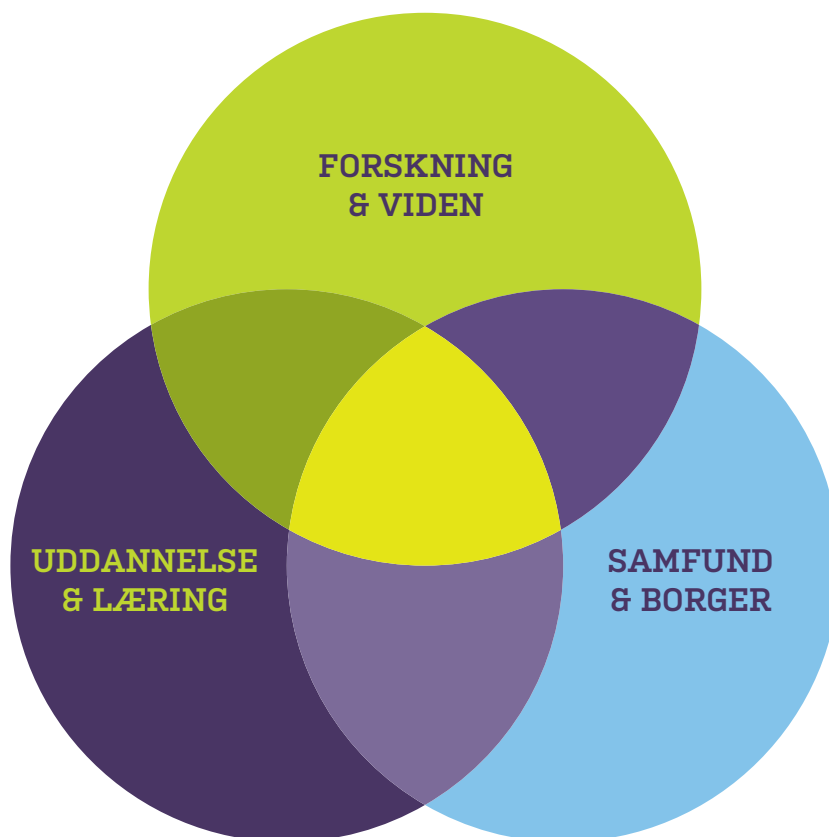 FORSKNING
& VIDEN
UDDANNELSE
& LÆRING
SAMFUND
& BORGER